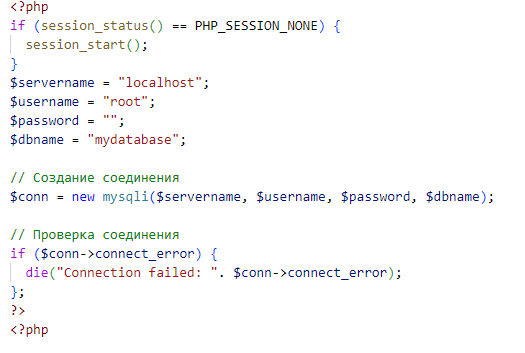 <?php
if (session_status() == PHP_SESSION_NONE) {
  session_start();
}
$servername = "localhost";
$username = "root";
$password = "";
$dbname = "mydatabase";

// Создание соединения
$conn = new mysqli($servername, $username, $password, $dbname);

// Проверка соединения
if ($conn->connect_error) {
  die("Connection failed: ". $conn->connect_error);
};
?>
<?php